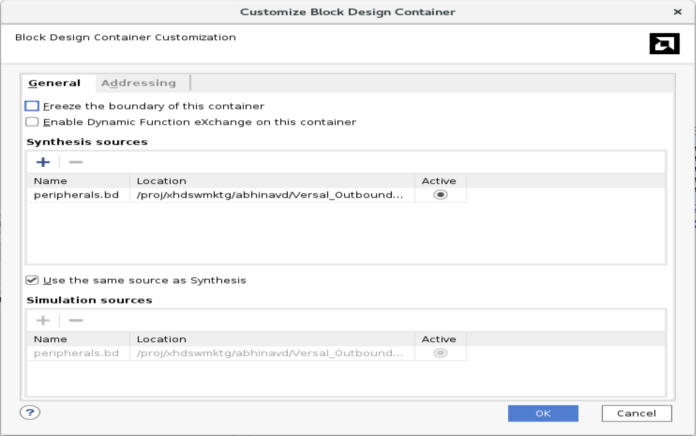 Customize Block Design Container
Block Design Container Customization
General Addressing
Freeze the boundary of this container
Enable Dynamic Function eXchange on this container
Synthesis sources
Name Location Active
peripherals.bd /proj/xhdswmktg/abhinavd/Versal_Outbound...
Use the same source as Synthesis
Simulation sources
Name Location Active
peripherals.bd /proj/xhdswmktg/abhinavd/Versal_Outbound...
? OK Cancel